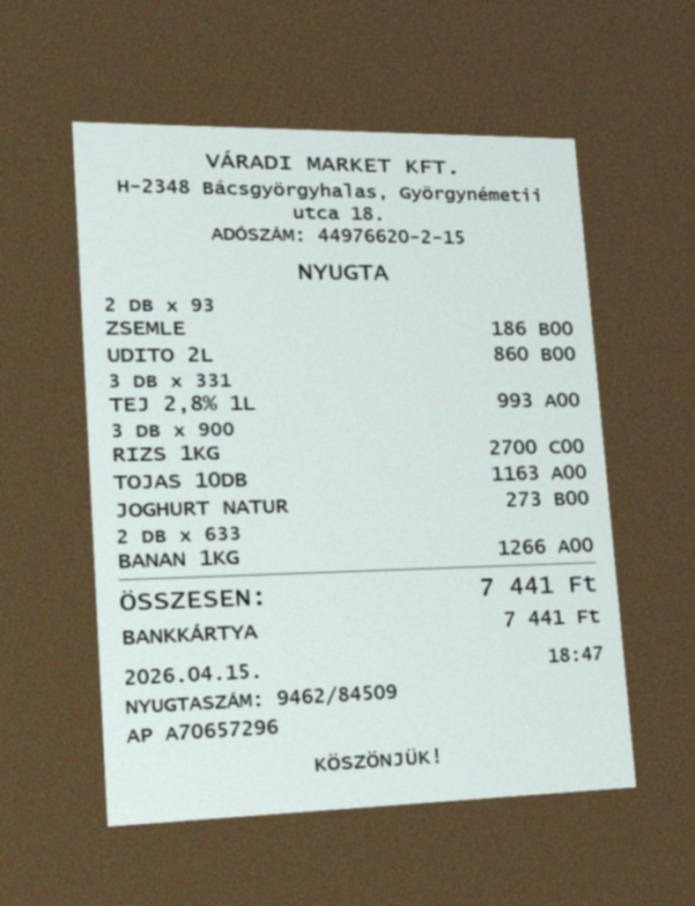 VÁRADI MARKET KFT.
H-2348 Bácsgyörgyhalas, Györgynémetii
utca 18.
ADÓSZÁM: 44976620-2-15
NYUGTA
2 DB x 93
ZSEMLE 186 B00
UDITO 2L 860 B00
3 DB x 331
TEJ 2,8% 1L 993 A00
3 DB x 900
RIZS 1KG 2700 C00
TOJAS 10DB 1163 A00
JOGHURT NATUR 273 B00
2 DB x 633
BANAN 1KG 1266 A00
ÖSSZESEN: 7 441 Ft
BANKKÁRTYA 7 441 Ft
2026.04.15. 18:47
NYUGTASZÁM: 9462/84509
AP A70657296
KÖSZÖNJÜK!